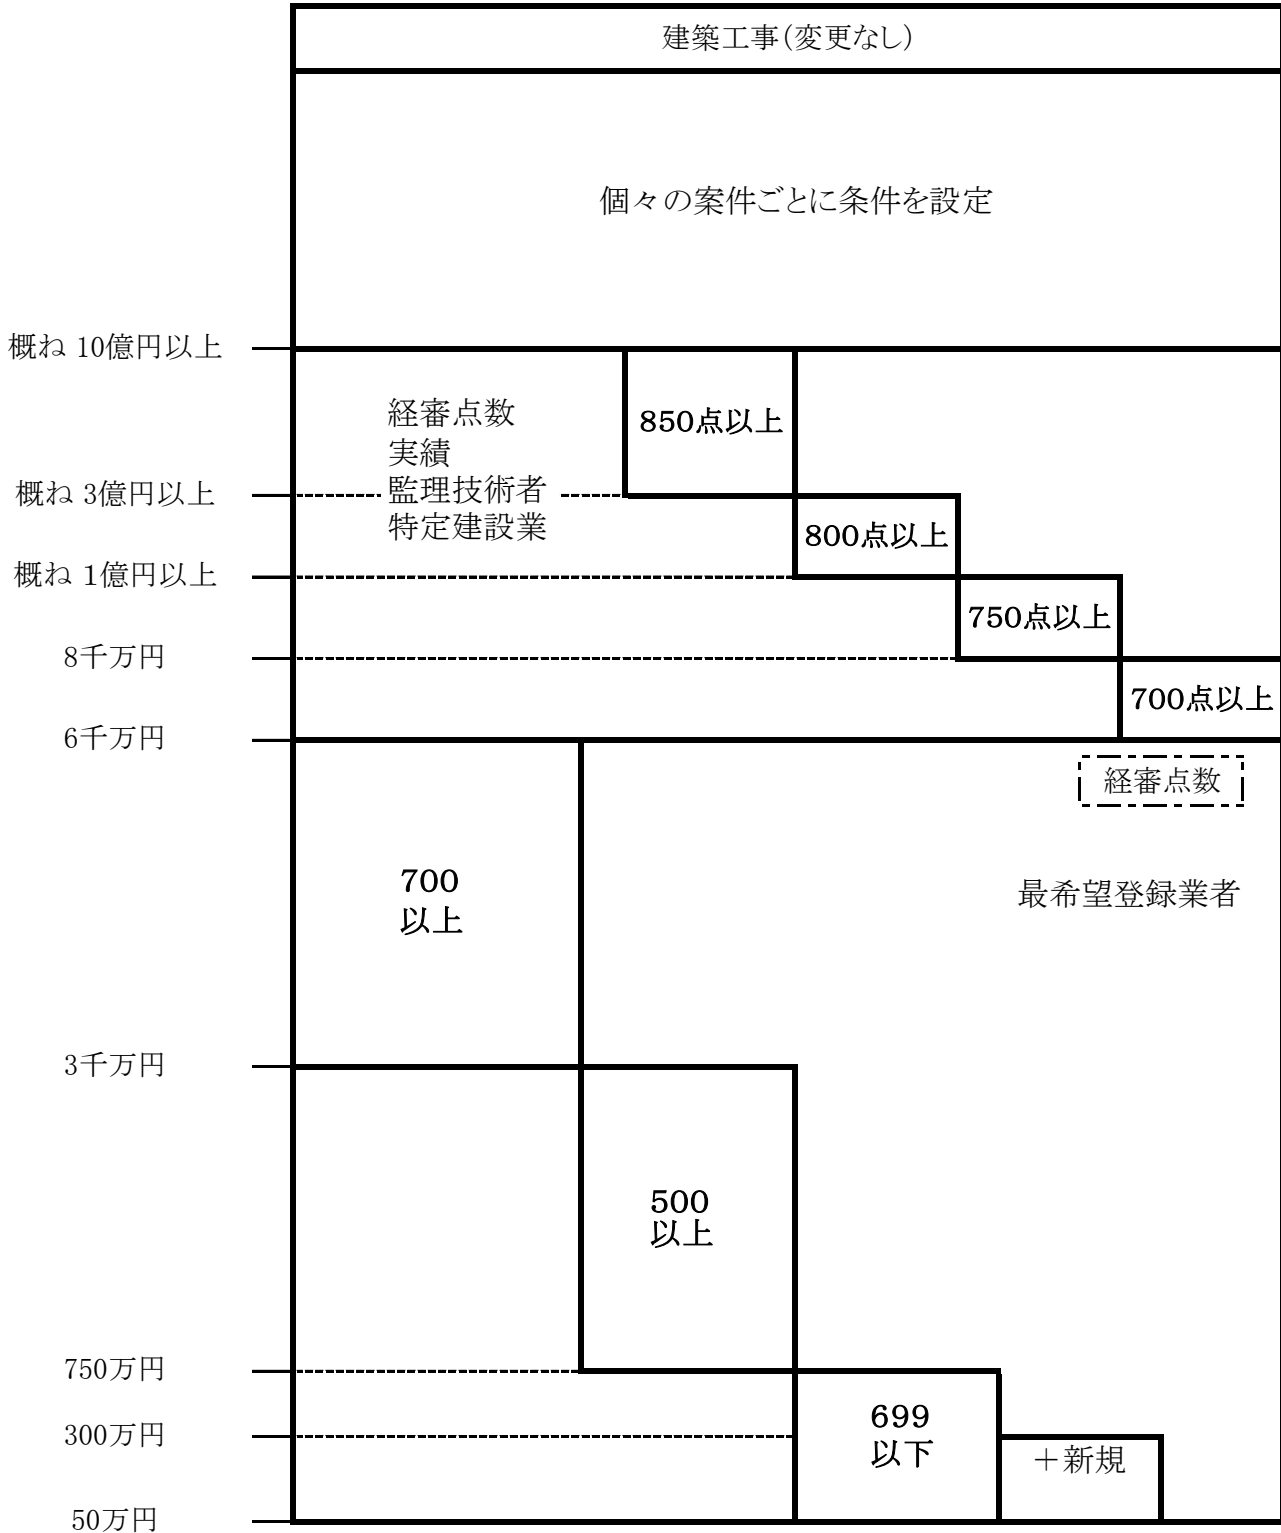 建築工事(変更なし)
個々の案件ごとに条件を設定
概ね 10億円以上
経審点数
実績
監理技術者
特定建設業
850点以上
概ね 3億円以上
800点以上
概ね 1億円以上
750点以上
8千万円
700点以上
6千万円
経審点数
700
以上
最希望登録業者
3千万円
500
以上
750万円
699
以下
300万円
＋新規
50万円